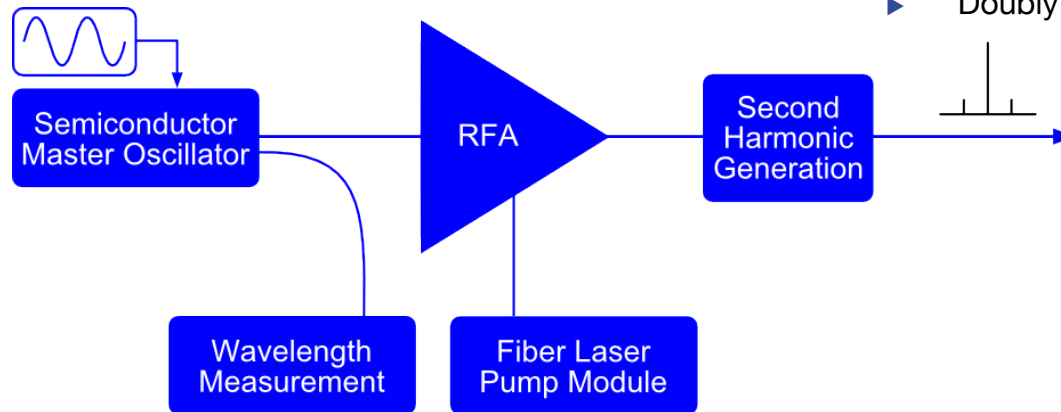 Doubly
Semiconductor
Master Oscillator
RFA
Second
Harmonic
Generation
Wavelength
Measurement
Fiber Laser
Pump Module